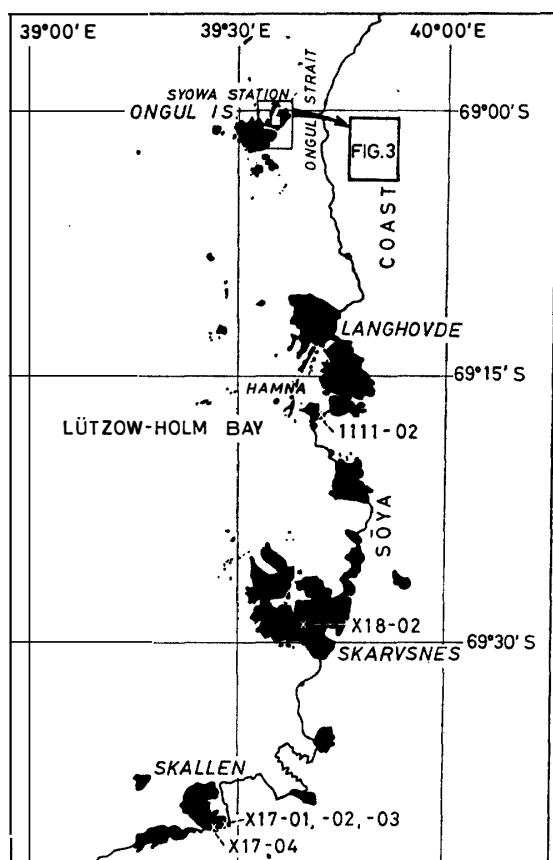 39°00′ E
39°30′ E
40°00′ E
SYOWA STATION
ONGUL IS.
ONGUL STRAIT
69°00′ S
FIG.3
COAST
LANGHOVDE
69°15′ S
HAMNA
LÜTZOW-HOLM BAY
1111-02
SŌYA
X18-02
69°30′ S
SKARVSNES
SKALLEN
X17-01, -02, -03
X17-04